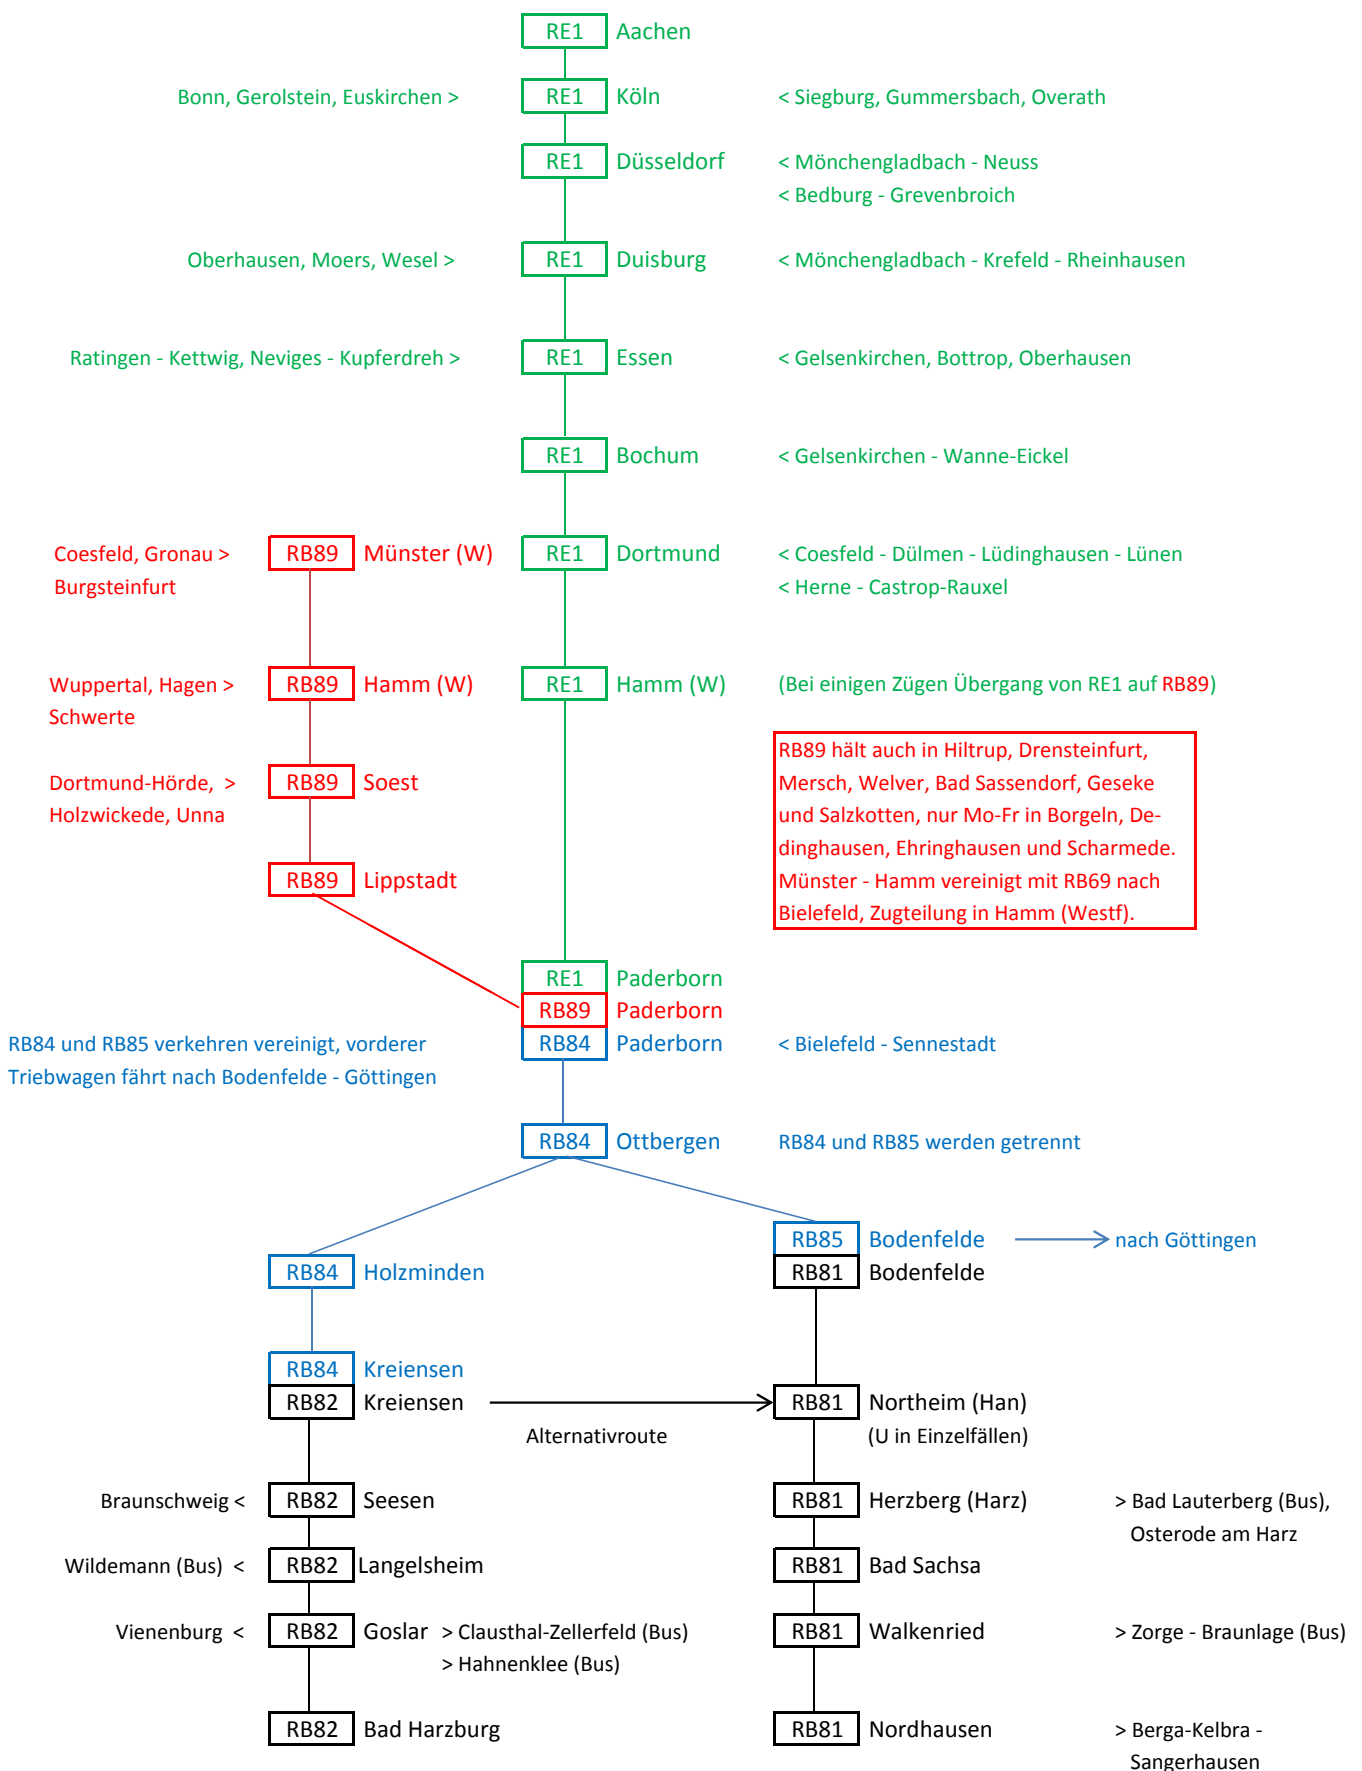 RE1 Aachen
Bonn, Gerolstein, Euskirchen > RE1 Köln < Siegburg, Gummersbach, Overath
RE1 Düsseldorf < Mönchengladbach - Neuss
< Bedburg - Grevenbroich
Oberhausen, Moers, Wesel > RE1 Duisburg < Mönchengladbach - Krefeld - Rheinhausen
Ratingen - Kettwig, Neviges - Kupferdreh > RE1 Essen < Gelsenkirchen, Bottrop, Oberhausen
RE1 Bochum < Gelsenkirchen - Wanne-Eickel
Coesfeld, Gronau > RB89 Münster (W) RE1 Dortmund < Coesfeld - Dülmen - Lüdinghausen - Lünen
Burgsteinfurt < Herne - Castrop-Rauxel
Wuppertal, Hagen > RB89 Hamm (W) RE1 Hamm (W) (Bei einigen Zügen Übergang von RE1 auf RB89)
Schwerte
RB89 hält auch in Hiltrup, Drensteinfurt,
Dortmund-Hörde, > RB89 Soest Mersch, Welver, Bad Sassendorf, Geseke
Holzwickede, Unna und Salzkotten, nur Mo-Fr in Borgeln, De-
dinghausen, Ehringhausen und Scharmede.
RB89 Lippstadt Münster - Hamm vereinigt mit RB69 nach
Bielefeld, Zugteilung in Hamm (Westf).
RE1 Paderborn
RB89 Paderborn
RB84 und RB85 verkehren vereinigt, vorderer RB84 Paderborn < Bielefeld - Sennestadt
Triebwagen fährt nach Bodenfelde - Göttingen
RB84 Ottbergen RB84 und RB85 werden getrennt
RB85 Bodenfelde nach Göttingen
RB84 Holzminden RB81 Bodenfelde
RB84 Kreiensen
RB82 Kreiensen RB81 Northeim (Han)
Alternativroute (U in Einzelfällen)
Braunschweig < RB82 Seesen RB81 Herzberg (Harz) > Bad Lauterberg (Bus),
Osterode am Harz
Wildemann (Bus) < RB82 Langelsheim RB81 Bad Sachsa
Vienenburg < RB82 Goslar > Clausthal-Zellerfeld (Bus) RB81 Walkenried > Zorge - Braunlage (Bus)
> Hahnenklee (Bus)
RB82 Bad Harzburg RB81 Nordhausen > Berga-Kelbra -
Sangerhausen